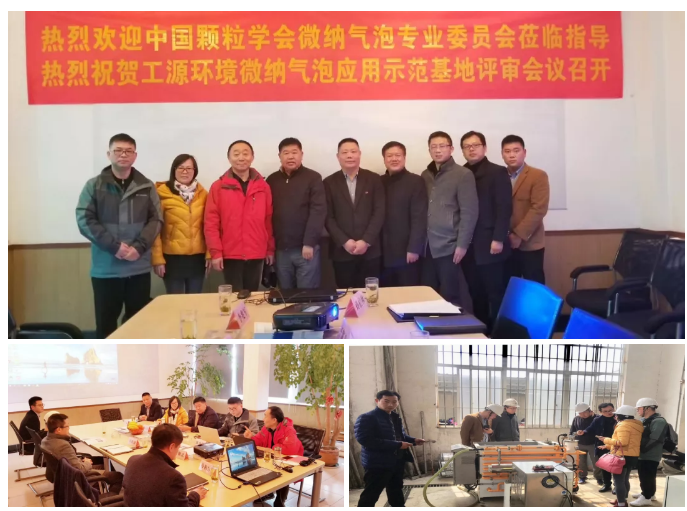 热烈欢迎中国颗粒学会微纳气泡专业委员会莅临指导
热烈祝贺工源环境微纳气泡应用示范基地评审会议召开